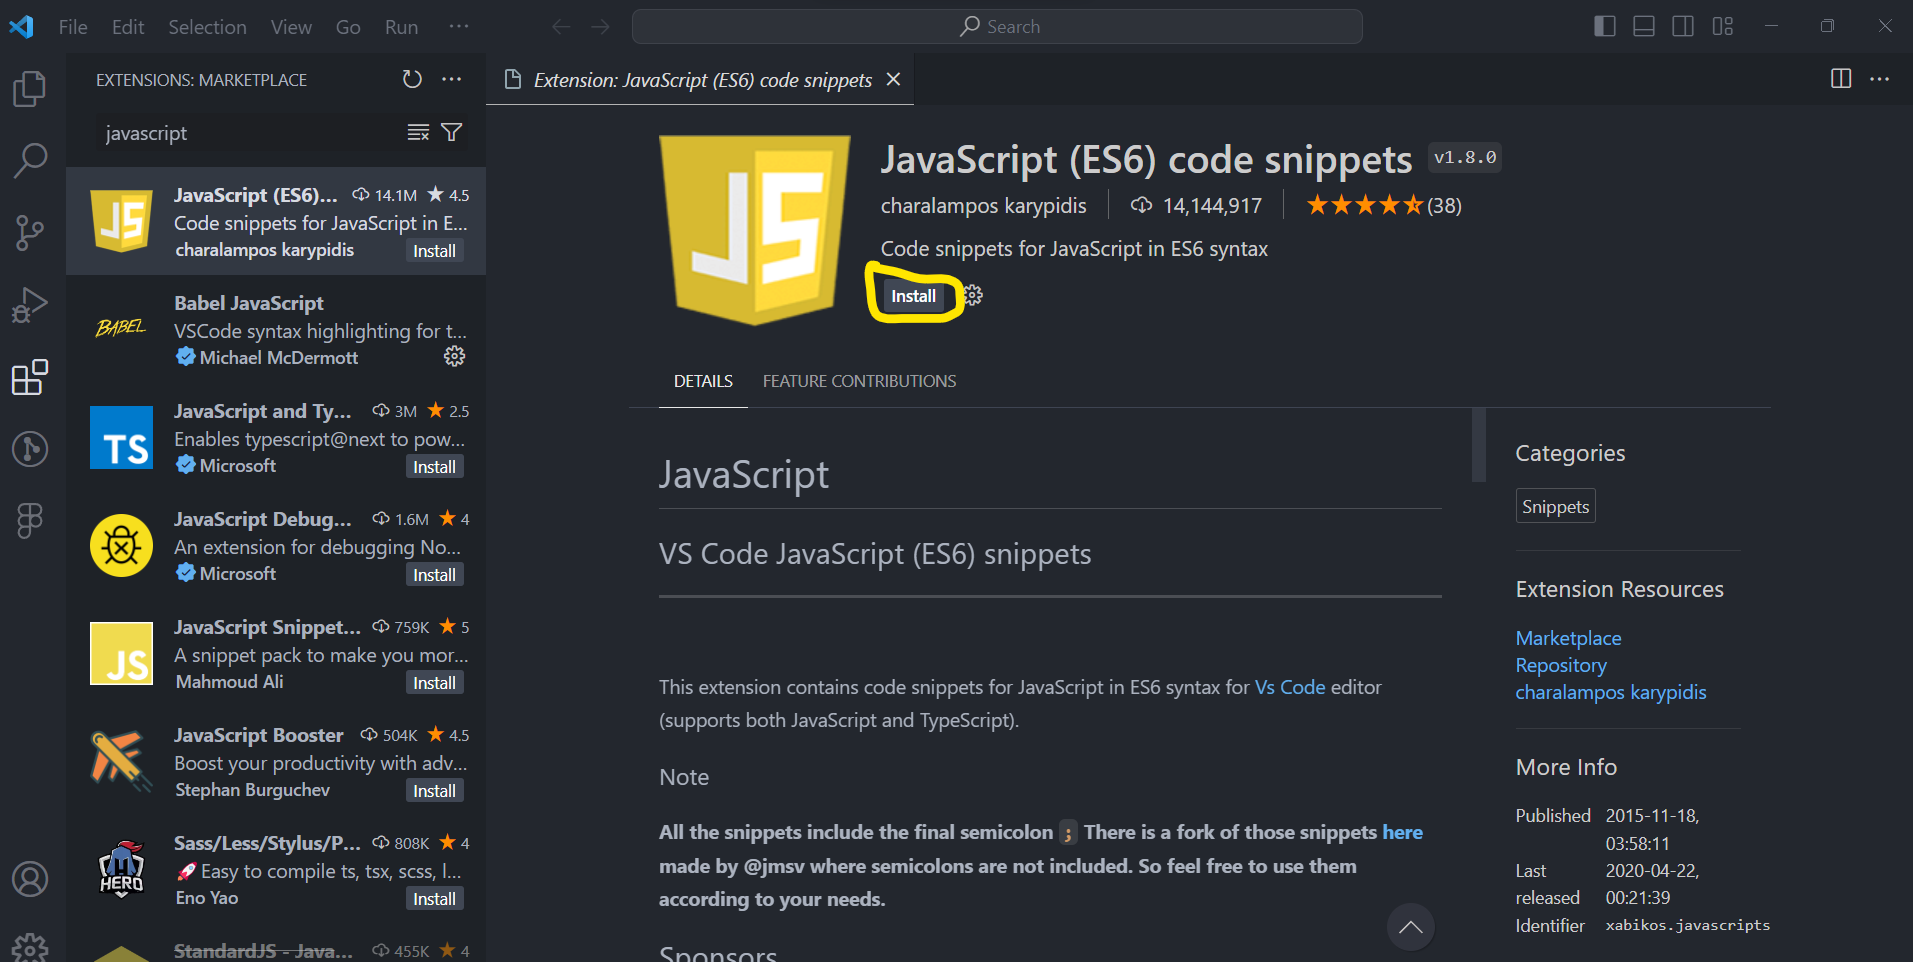 File Edit Selection View Go Run ...
Search
EXTENSIONS: MARKETPLACE
javascript
JavaScript (ES6)... 14.1M 4.5
Code snippets for JavaScript in E...
charalampos karypidis Install
Babel JavaScript
BABEL
VSCode syntax highlighting for t...
Michael McDermott
JavaScript and Ty... 3M 2.5
TS
Enables typescript@next to pow...
Microsoft Install
JavaScript Debug... 1.6M 4
An extension for debugging No...
Microsoft Install
JavaScript Snippet... 759K 5
JS
A snippet pack to make you mor...
Mahmoud Ali Install
JavaScript Booster 504K 4.5
Boost your productivity with adv...
Stephan Burguchev Install
Sass/Less/Stylus/P... 808K 4
HERO
🚀Easy to compile ts, tsx, scss, l...
Eno Yao Install
StandardJS - Java... 455K 4
Extension: JavaScript (ES6) code snippets
JS
JavaScript (ES6) code snippets v1.8.0
charalampos karypidis 14,144,917 (38)
Code snippets for JavaScript in ES6 syntax
Install
DETAILS FEATURE CONTRIBUTIONS
JavaScript
VS Code JavaScript (ES6) snippets
This extension contains code snippets for JavaScript in ES6 syntax for Vs Code editor
(supports both JavaScript and TypeScript).
Note
All the snippets include the final semicolon ; There is a fork of those snippets here
made by @jmsv where semicolons are not included. So feel free to use them
according to your needs.
Sponsors
Categories
Snippets
Extension Resources
Marketplace
Repository
charalampos karypidis
More Info
Published 2015-11-18,
03:58:11
Last 2020-04-22,
released 00:21:39
Identifier xabikos.javascripts